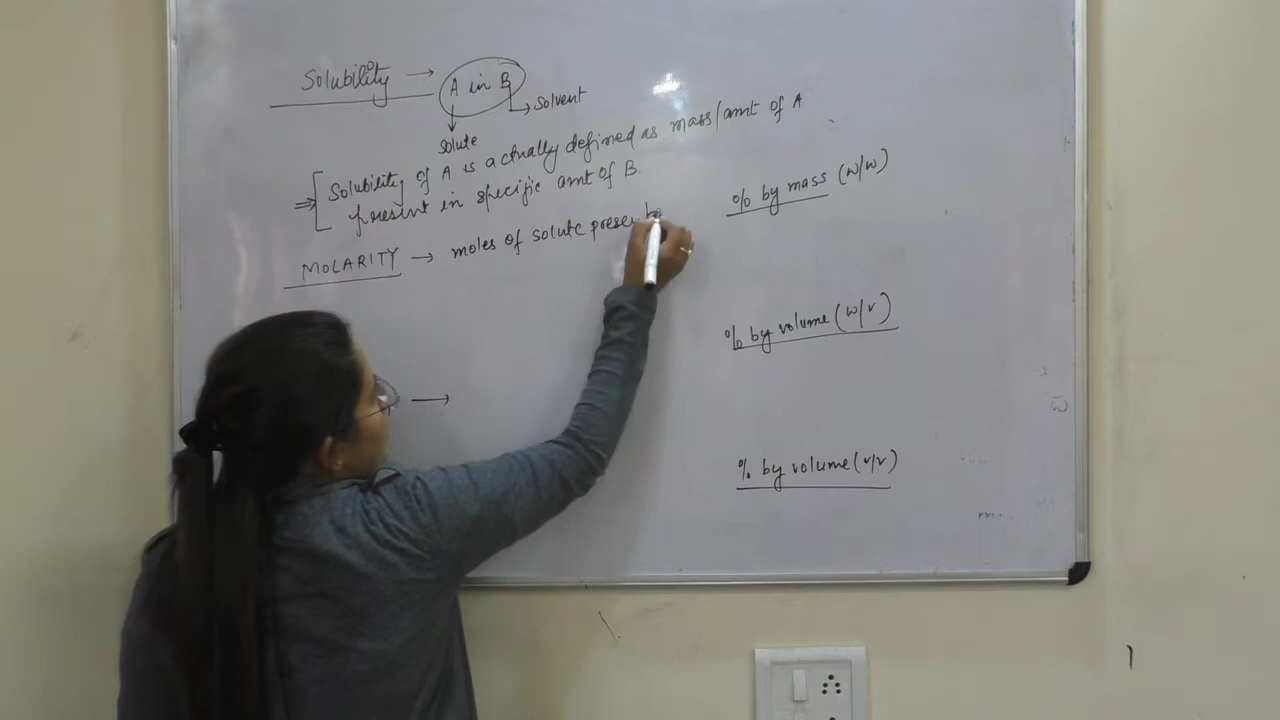 Solubility → A in B
solvent
solute
⇒ [ Solubility of A is actually defined as mass/amt of A
present in specific amt of B.
MOLARITY → moles of solute present
→
% by mass (w/w)
% by volume (w/v)
% by volume (v/v)